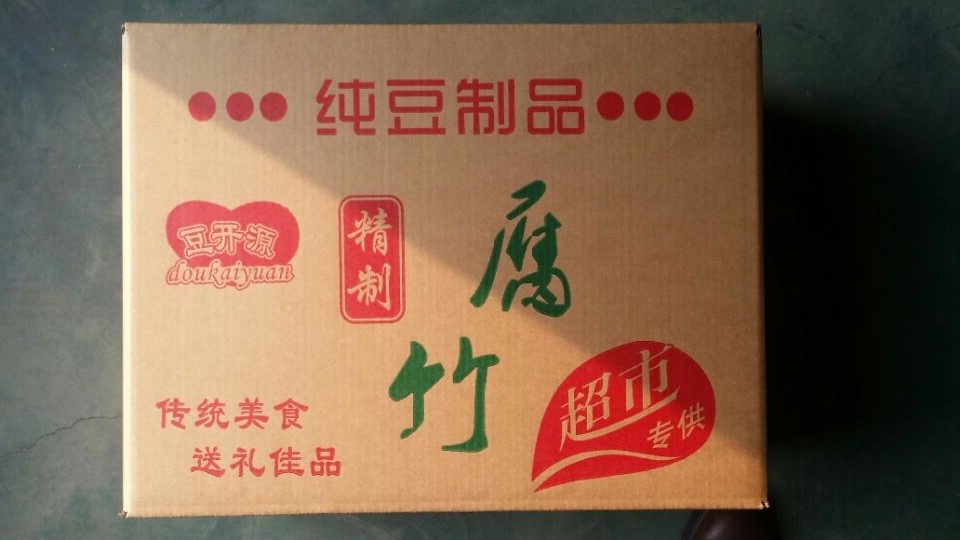 纯豆制品
豆开源
doukaiyuan
精制
腐竹
传统美食
送礼佳品
超市
专供